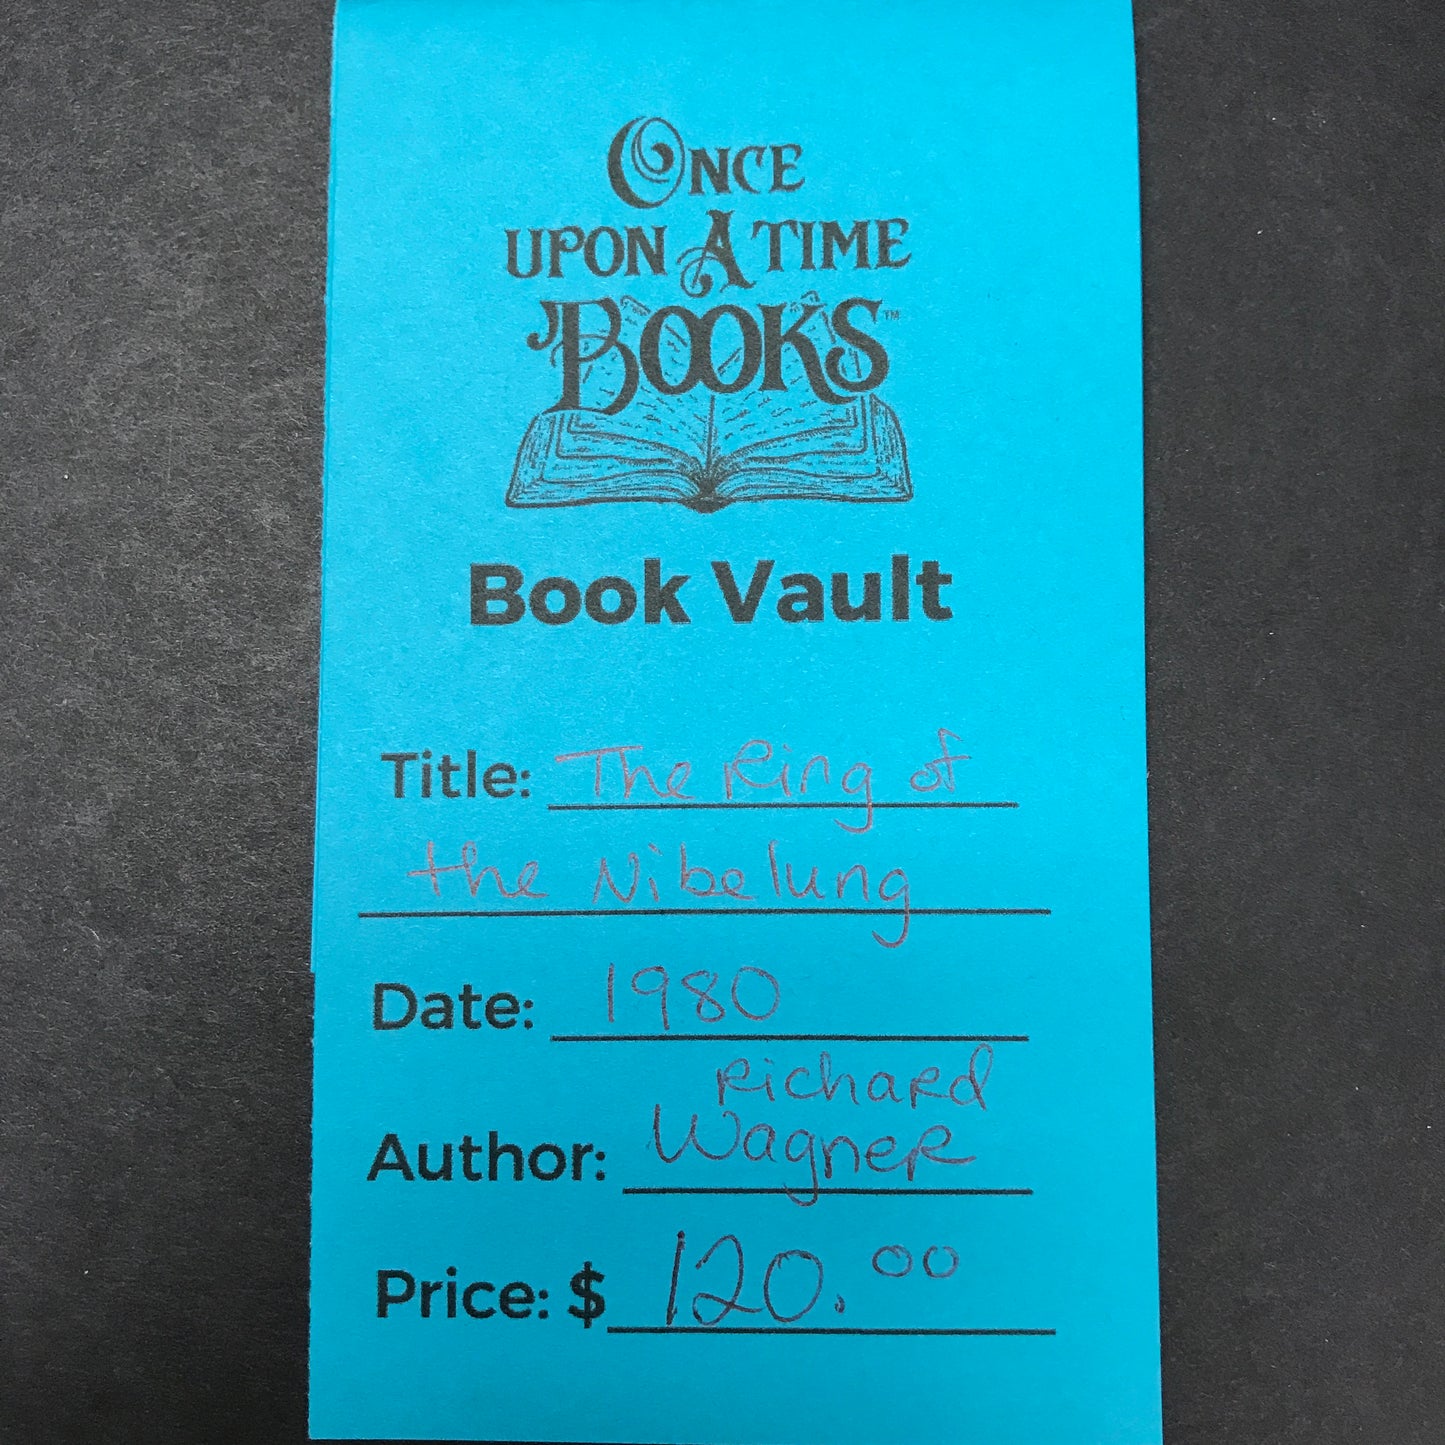 ONCE
UPON A TIME
BOOKS™
Book Vault
Title: The Ring of
the Nibelung
Date: 1980
Richard
Author: Wagner
Price: $ 120.00